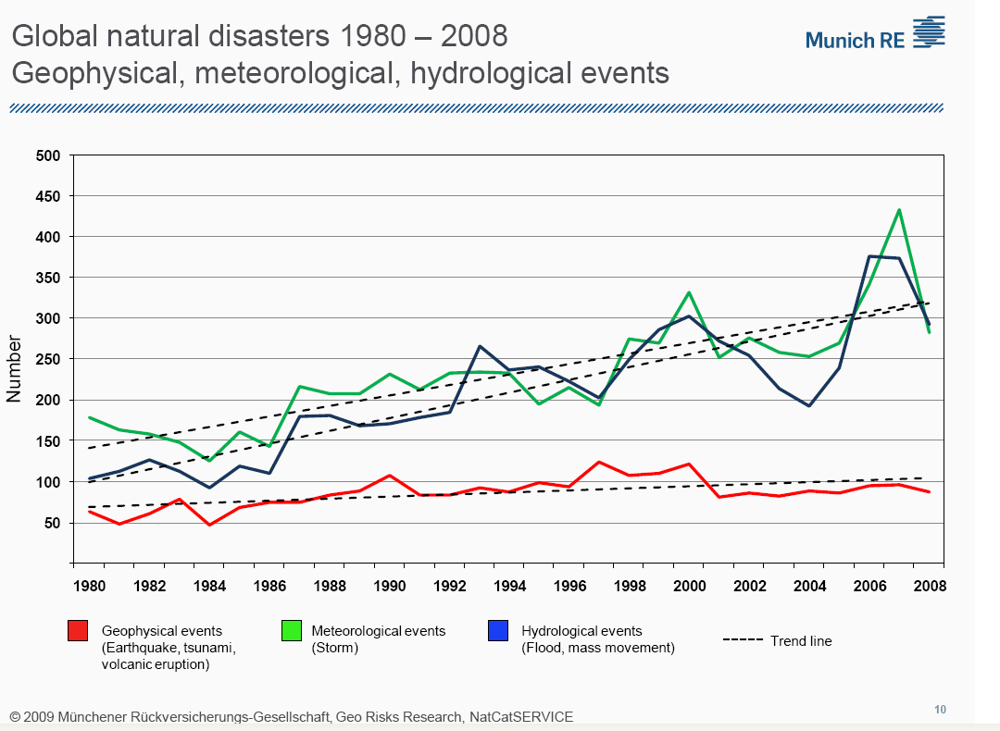 Global natural disasters 1980 – 2008
Geophysical, meteorological, hydrological events
Munich RE
Number
500
450
400
350
300
250
200
150
100
50
1980 1982 1984 1986 1988 1990 1992 1994 1996 1998 2000 2002 2004 2006 2008
Geophysical events
(Earthquake, tsunami,
volcanic eruption)
Meteorological events
(Storm)
Hydrological events
(Flood, mass movement)
Trend line
© 2009 Münchener Rückversicherungs-Gesellschaft, Geo Risks Research, NatCatSERVICE
10